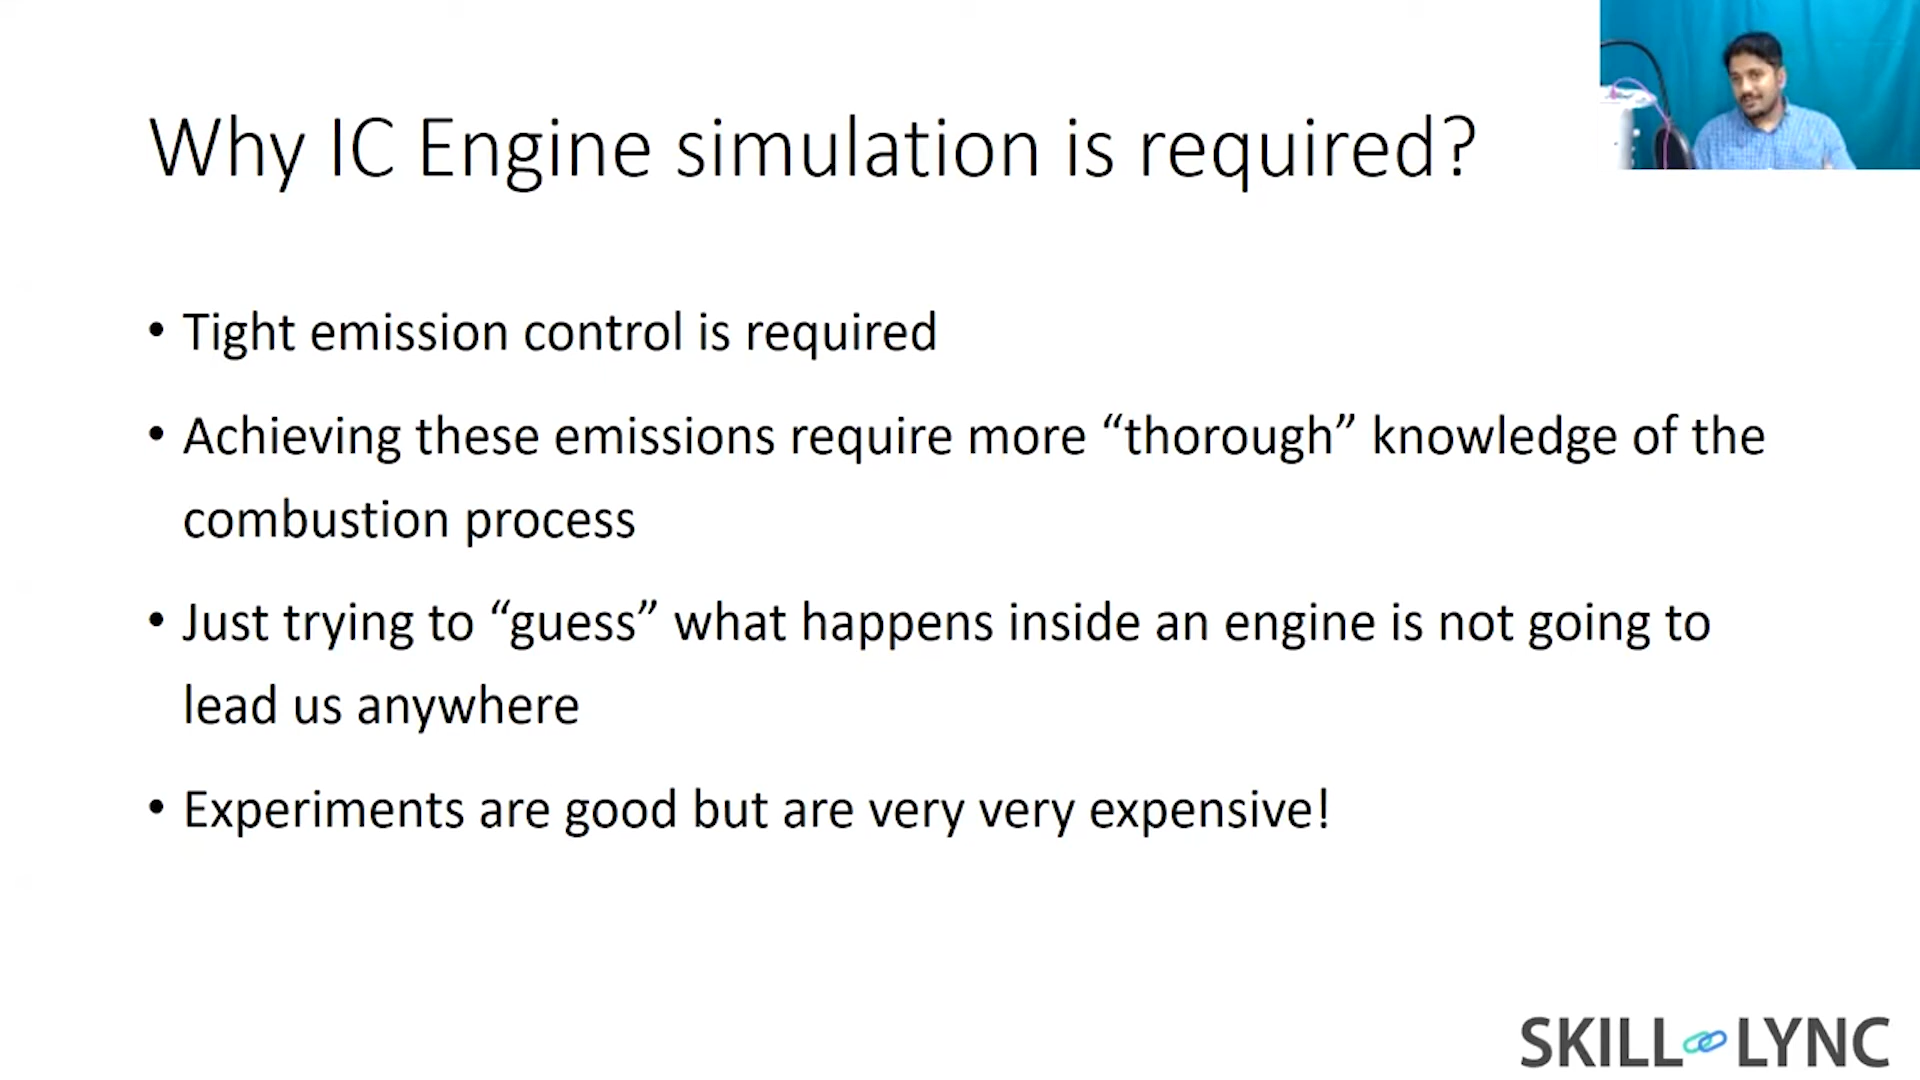 Why IC Engine simulation is required?
• Tight emission control is required
• Achieving these emissions require more “thorough” knowledge of the
combustion process
• Just trying to “guess” what happens inside an engine is not going to
lead us anywhere
• Experiments are good but are very very expensive!
SKILL LYNC